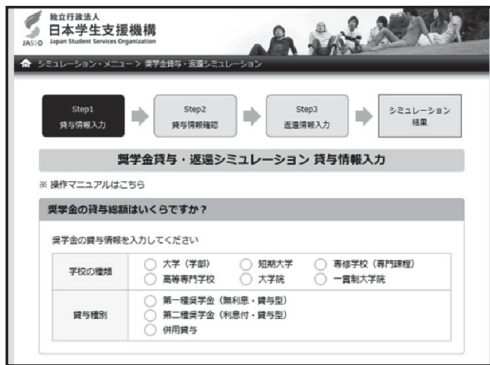 独立行政法人
日本学生支援機構
JASSO Japan Student Services Organization
シミュレーション・メニュー > 奨学金貸与・返還シミュレーション
Step1
貸与情報入力
Step2
貸与情報確認
Step3
返還情報入力
シミュレーション
結果
奨学金貸与・返還シミュレーション 貸与情報入力
※ 操作マニュアルはこちら
奨学金の貸与総額はいくらですか?
奨学金の貸与情報を入力してください
学校の種類
大学（学部） 短期大学 専修学校（専門課程）
高等専門学校 大学院 一貫制大学院
貸与種別
第一種奨学金（無利息・貸与型）
第二種奨学金（利息付・貸与型）
併用貸与